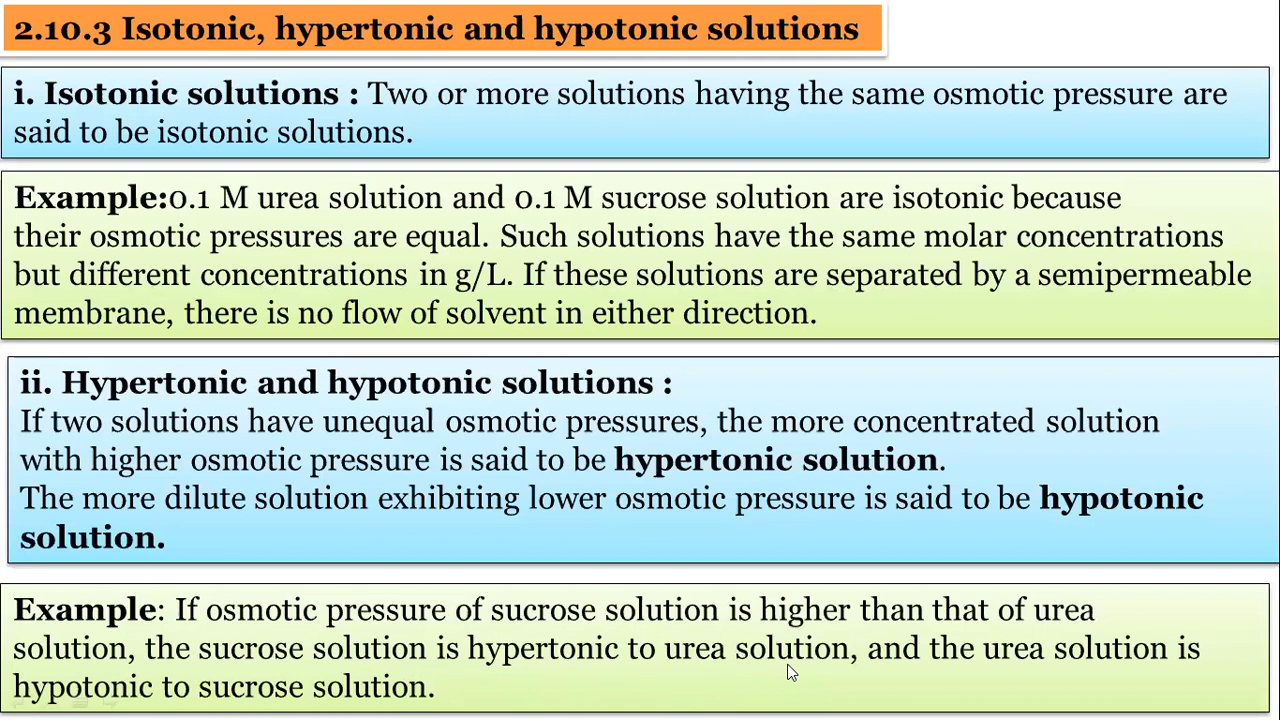 2.10.3 Isotonic, hypertonic and hypotonic solutions
i. Isotonic solutions : Two or more solutions having the same osmotic pressure are
said to be isotonic solutions.
Example:0.1 M urea solution and 0.1 M sucrose solution are isotonic because
their osmotic pressures are equal. Such solutions have the same molar concentrations
but different concentrations in g/L. If these solutions are separated by a semipermeable
membrane, there is no flow of solvent in either direction.
ii. Hypertonic and hypotonic solutions :
If two solutions have unequal osmotic pressures, the more concentrated solution
with higher osmotic pressure is said to be hypertonic solution.
The more dilute solution exhibiting lower osmotic pressure is said to be hypotonic
solution.
Example: If osmotic pressure of sucrose solution is higher than that of urea
solution, the sucrose solution is hypertonic to urea solution, and the urea solution is
hypotonic to sucrose solution.